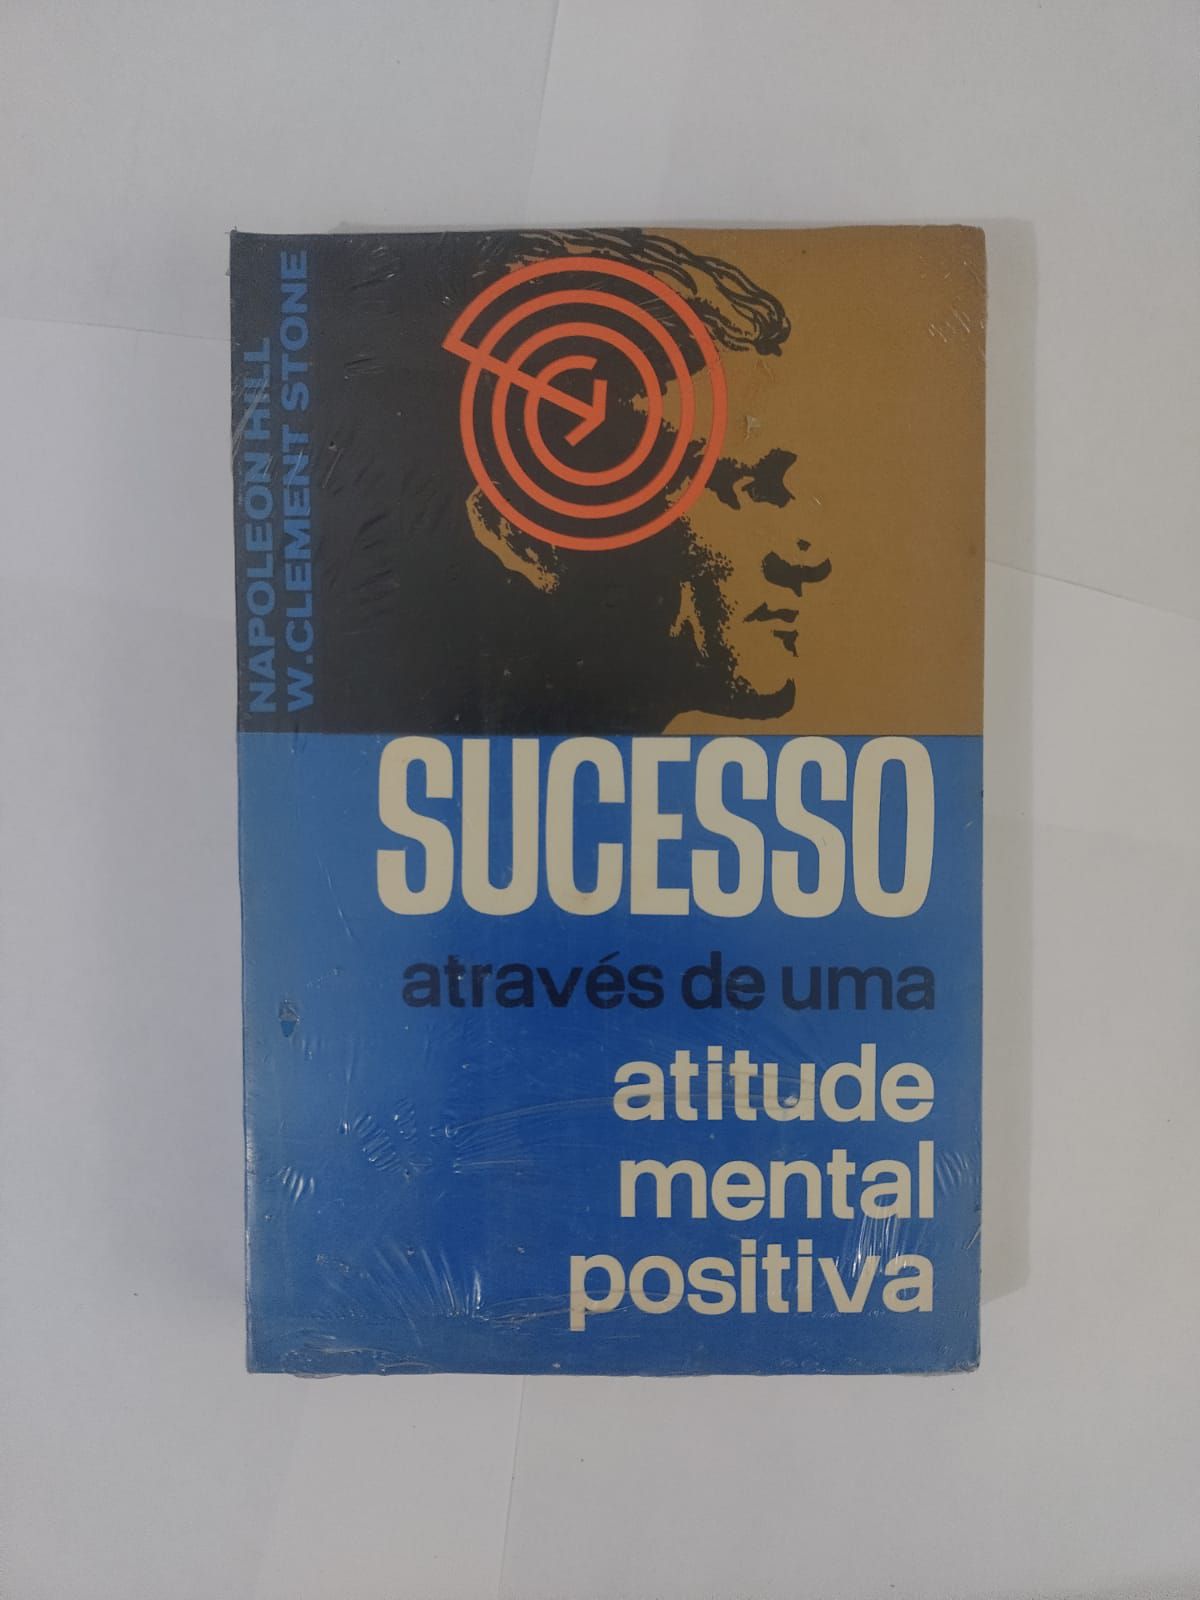 NAPOLEON HILL
W.CLEMENT STONE
SUCESSO
através de uma
atitude
mental
positiva